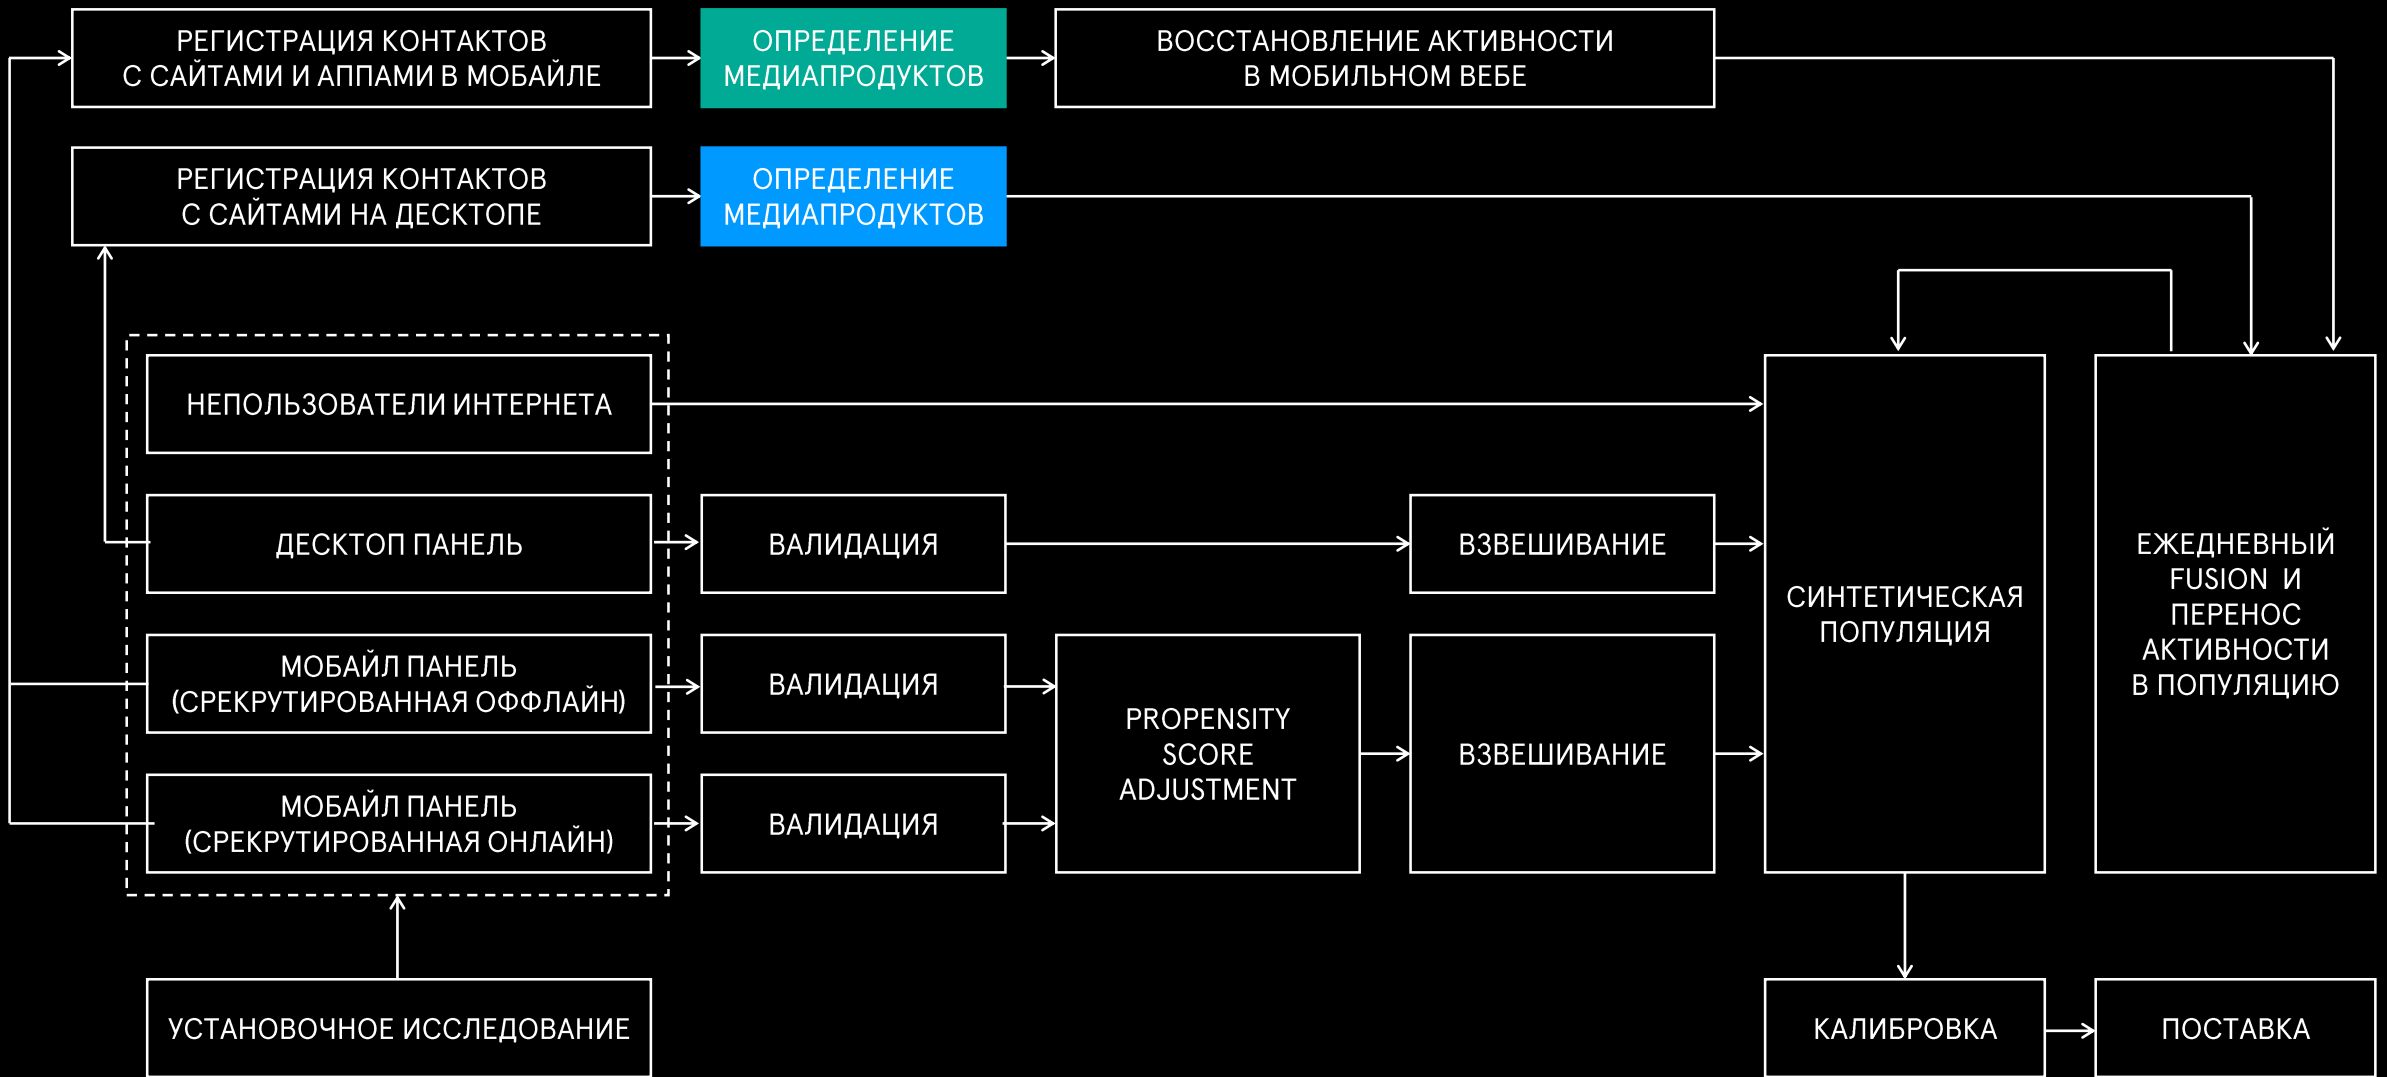 РЕГИСТРАЦИЯ КОНТАКТОВ
С САЙТАМИ И АППАМИ В МОБАЙЛЕ
ОПРЕДЕЛЕНИЕ
МЕДИАПРОДУКТОВ
ВОССТАНОВЛЕНИЕ АКТИВНОСТИ
В МОБИЛЬНОМ ВЕБЕ
РЕГИСТРАЦИЯ КОНТАКТОВ
С САЙТАМИ НА ДЕСКТОПЕ
ОПРЕДЕЛЕНИЕ
МЕДИАПРОДУКТОВ
НЕПОЛЬЗОВАТЕЛИ ИНТЕРНЕТА
ДЕСКТОП ПАНЕЛЬ
ВАЛИДАЦИЯ
ВЗВЕШИВАНИЕ
МОБАЙЛ ПАНЕЛЬ
(СРЕКРУТИРОВАННАЯ ОФФЛАЙН)
ВАЛИДАЦИЯ
МОБАЙЛ ПАНЕЛЬ
(СРЕКРУТИРОВАННАЯ ОНЛАЙН)
ВАЛИДАЦИЯ
PROPENSITY
SCORE
ADJUSTMENT
ВЗВЕШИВАНИЕ
СИНТЕТИЧЕСКАЯ
ПОПУЛЯЦИЯ
ЕЖЕДНЕВНЫЙ
FUSION И
ПЕРЕНОС
АКТИВНОСТИ
В ПОПУЛЯЦИЮ
УСТАНОВОЧНОЕ ИССЛЕДОВАНИЕ
КАЛИБРОВКА
ПОСТАВКА